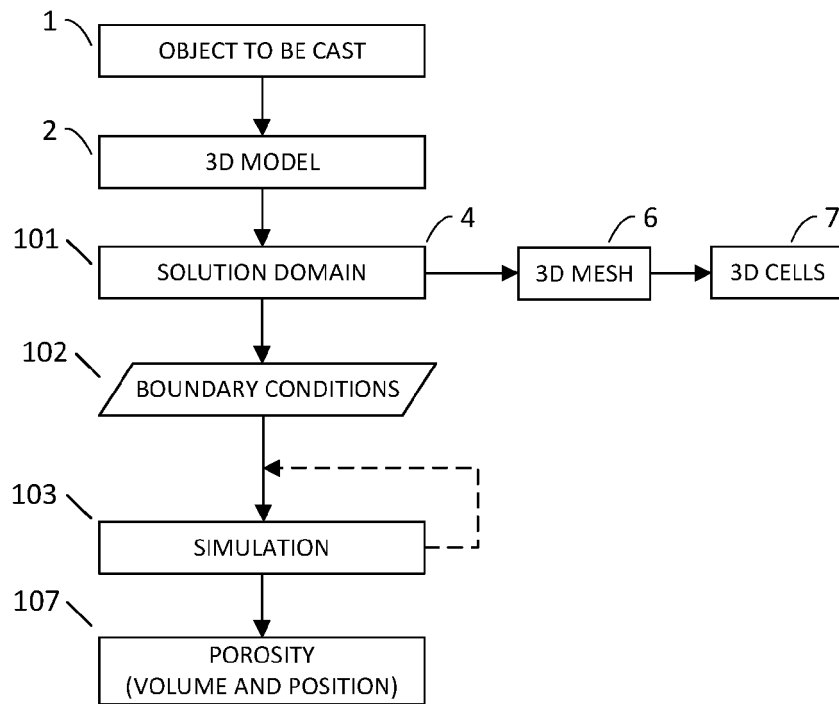 1
OBJECT TO BE CAST
2
3D MODEL
101
SOLUTION DOMAIN
4
6
3D MESH
7
3D CELLS
102
BOUNDARY CONDITIONS
103
SIMULATION
107
POROSITY
(VOLUME AND POSITION)